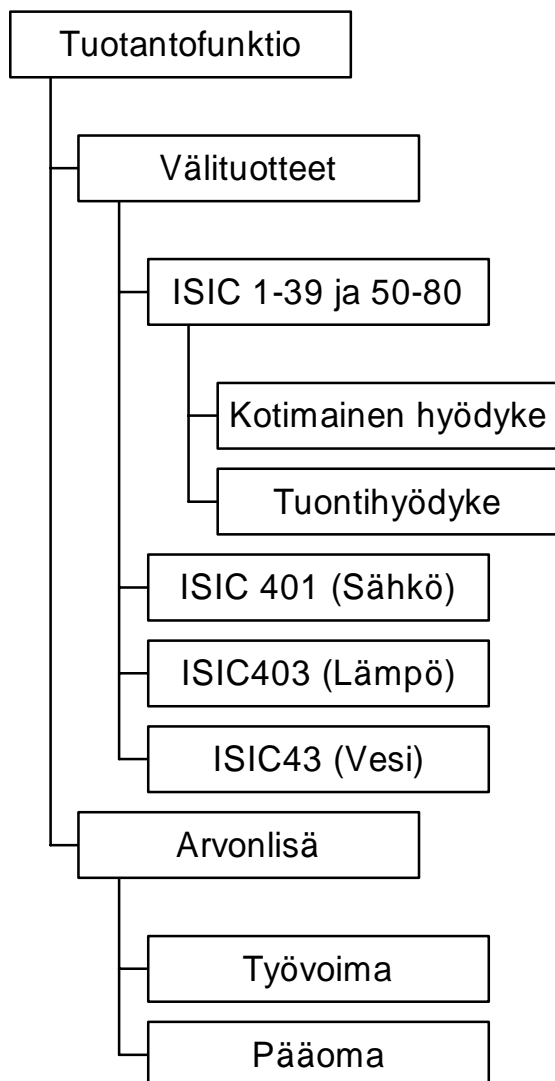 Tuotantofunktio
Välituotteet
ISIC 1-39 ja 50-80
Kotimainen hyödyke
Tuontihyödyke
ISIC 401 (Sähkö)
ISIC403 (Lämpö)
ISIC43 (Vesi)
Arvonlisä
Työvoima
Pääoma